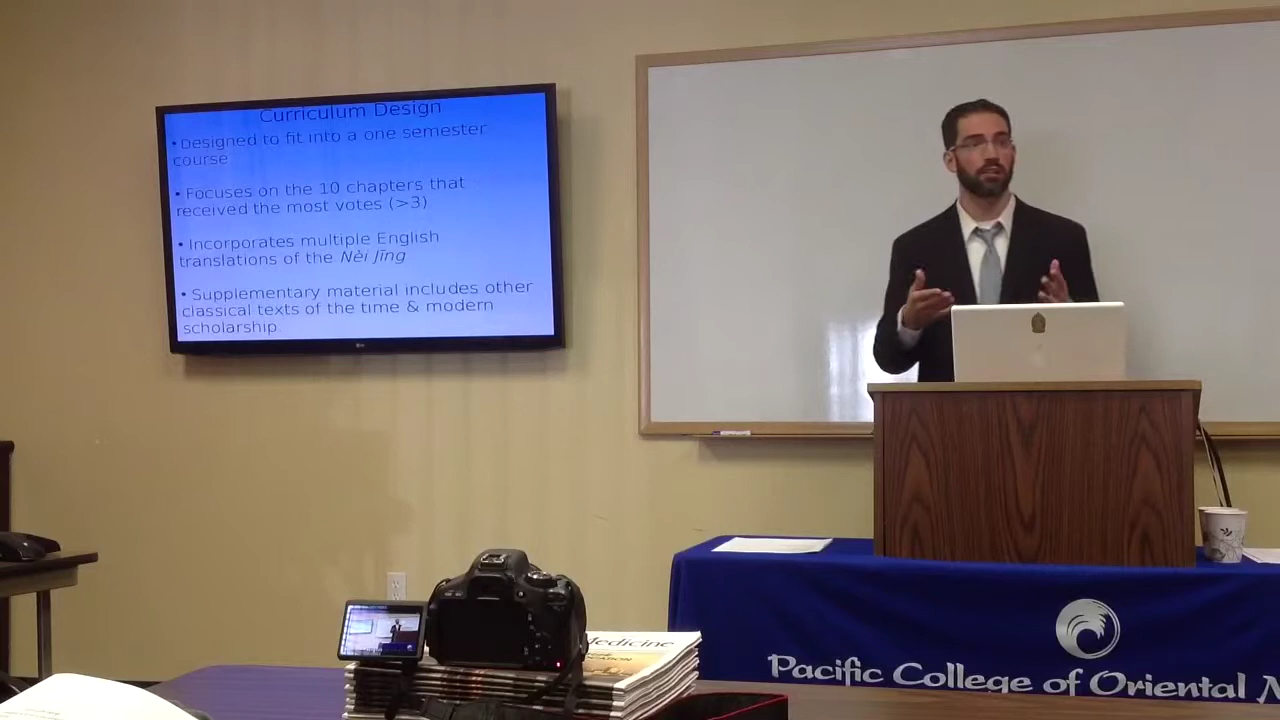 Curriculum Design
• Designed to fit into a one semester
course
• Focuses on the 10 chapters that
received the most votes (>3)
• Incorporates multiple English
translations of the Nèi Jīng
• Supplementary material includes other
classical texts of the time & modern
scholarship.
LG
edicine
Pacific College of Oriental M